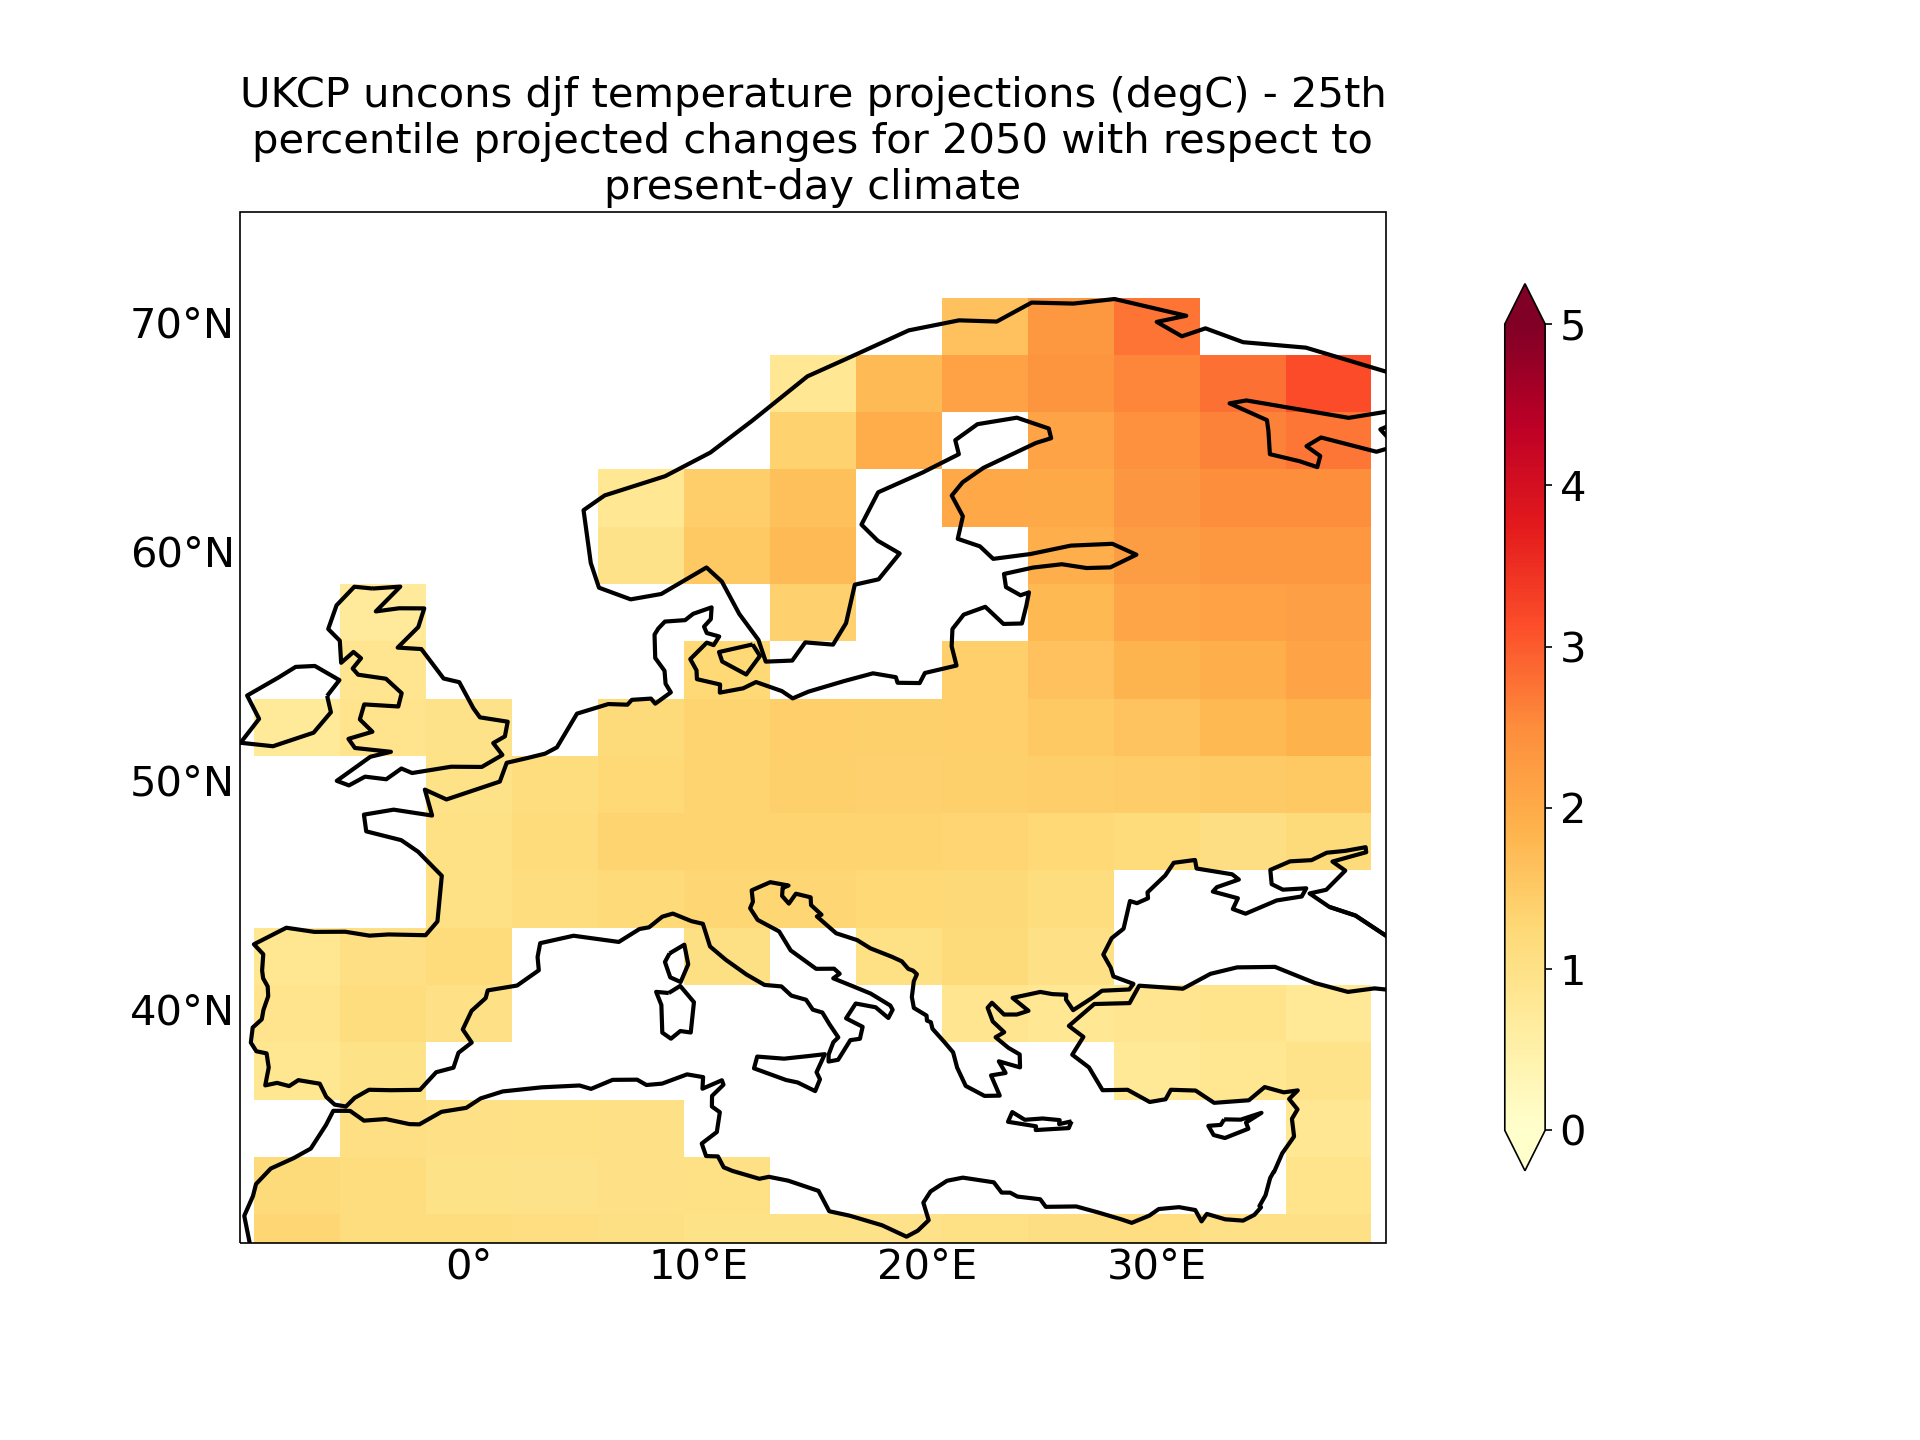 UKCP uncons djf temperature projections (degC) - 25th
percentile projected changes for 2050 with respect to
present-day climate
70°N
60°N
50°N
40°N
0°
10°E
20°E
30°E
5
4
3
2
1
0